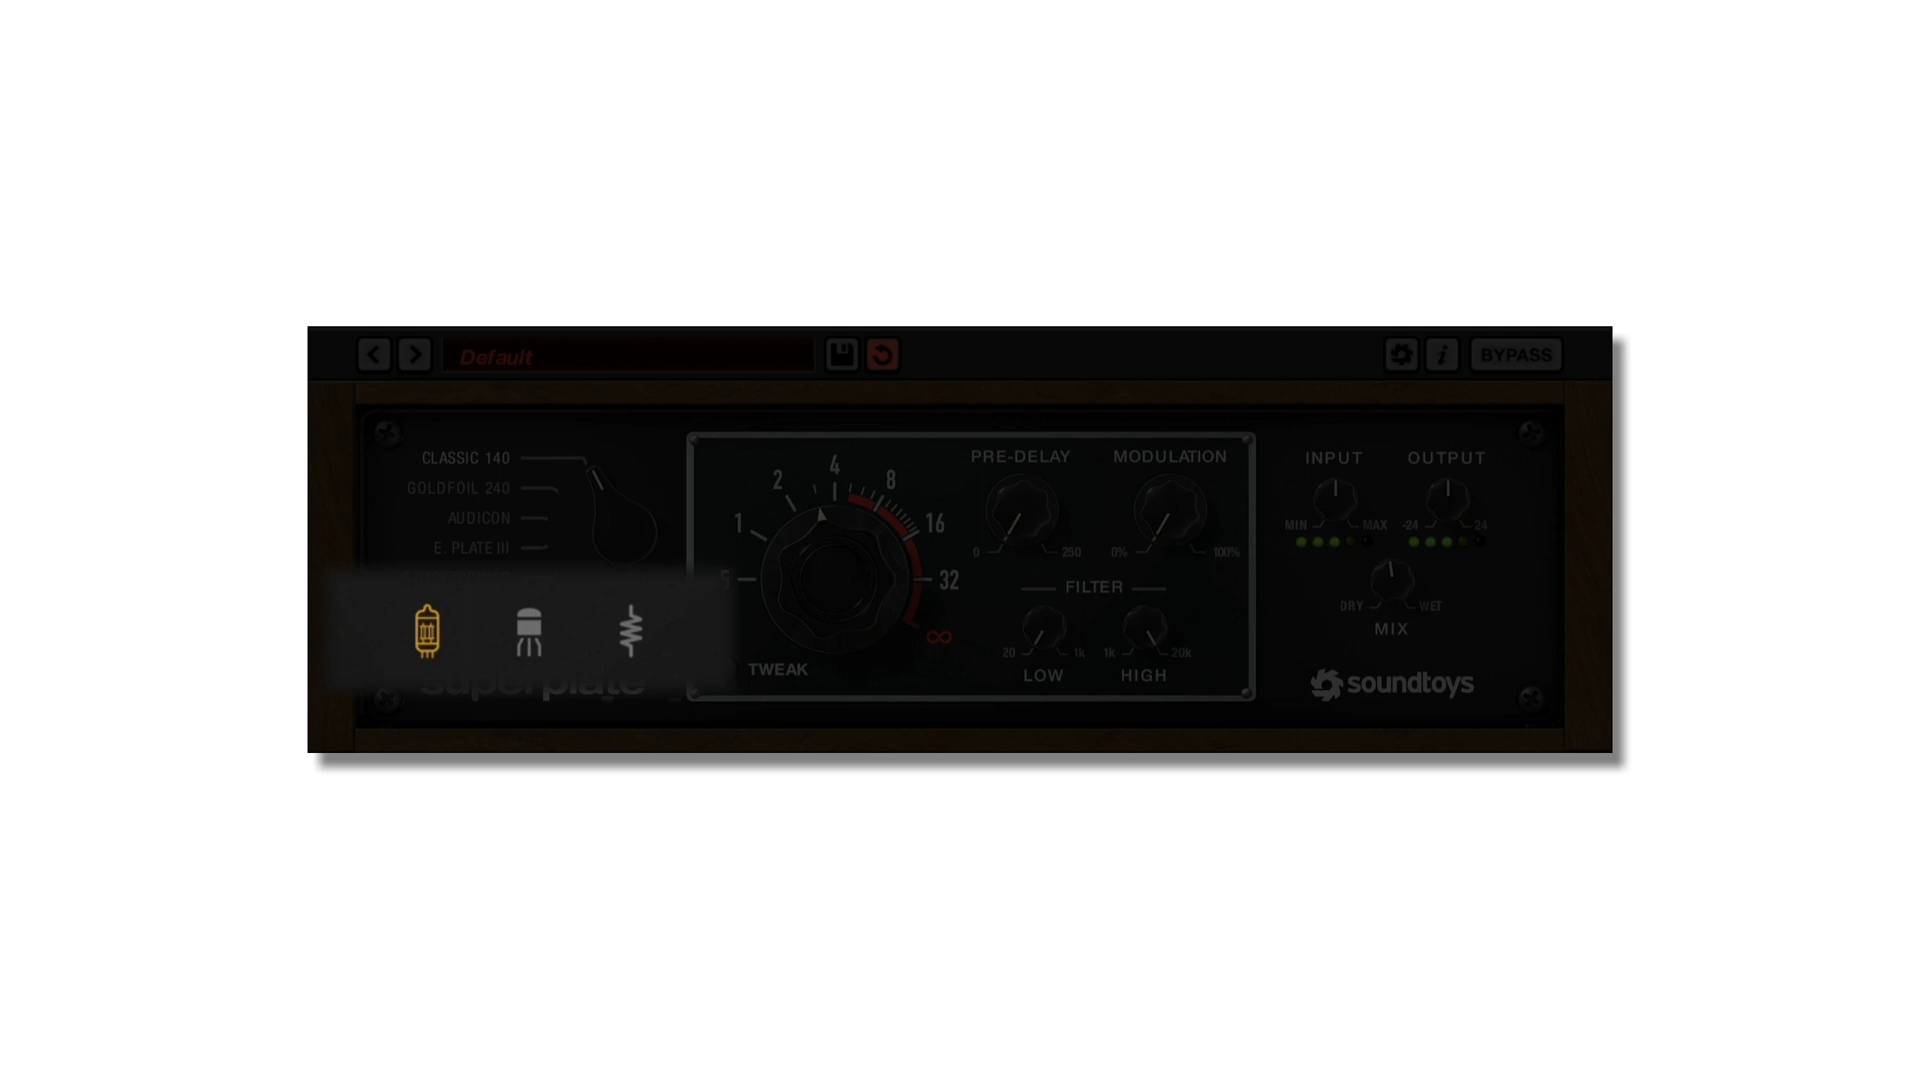 Default
BYPASS
CLASSIC 140
GOLDFOIL 240
AUDICON
E. PLATE III
superplate
1
2
4
8
16
32
∞
5
TWEAK
PRE-DELAY
0 250
MODULATION
0% 100%
FILTER
20 1k
LOW
1k 20k
HIGH
INPUT
MIN MAX
OUTPUT
-24 24
DRY WET
MIX
soundtoys